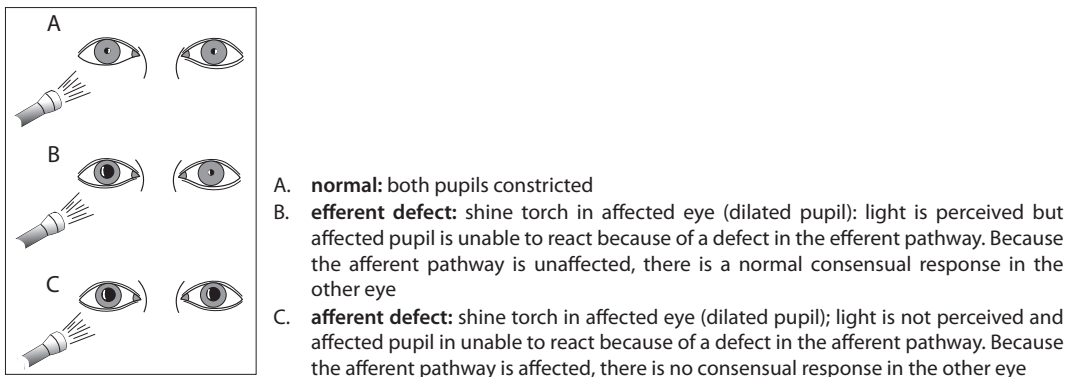 A
B
C
A. normal: both pupils constricted
B. efferent defect: shine torch in affected eye (dilated pupil): light is perceived but
affected pupil is unable to react because of a defect in the efferent pathway. Because
the afferent pathway is unaffected, there is a normal consensual response in the
other eye
C. afferent defect: shine torch in affected eye (dilated pupil); light is not perceived and
affected pupil in unable to react because of a defect in the afferent pathway. Because
the afferent pathway is affected, there is no consensual response in the other eye